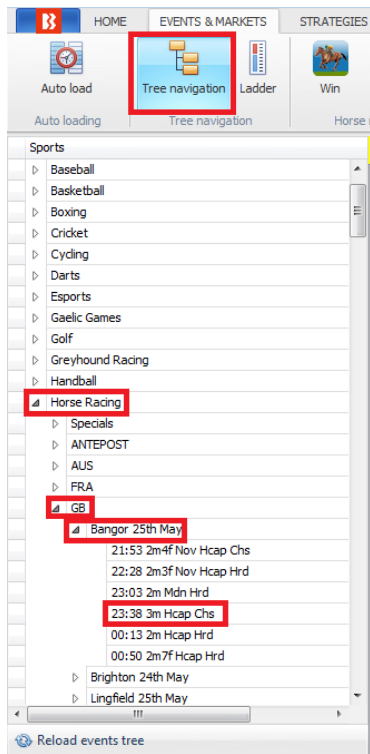 B HOME EVENTS & MARKETS STRATEGIES
Auto load Tree navigation Ladder Win
Auto loading Tree navigation Horse
Sports
Baseball
Basketball
Boxing
Cricket
Cycling
Darts
Esports
Gaelic Games
Golf
Greyhound Racing
Handball
Horse Racing
Specials
ANTEPOST
AUS
FRA
GB
Bangor 25th May
21:53 2m4f Nov Hcap Chs
22:28 2m3f Nov Hcap Hrd
23:03 2m Mdn Hrd
23:38 3m Hcap Chs
00:13 2m Hcap Hrd
00:50 2m7f Hcap Hrd
Brighton 24th May
Lingfield 25th May
Reload events tree